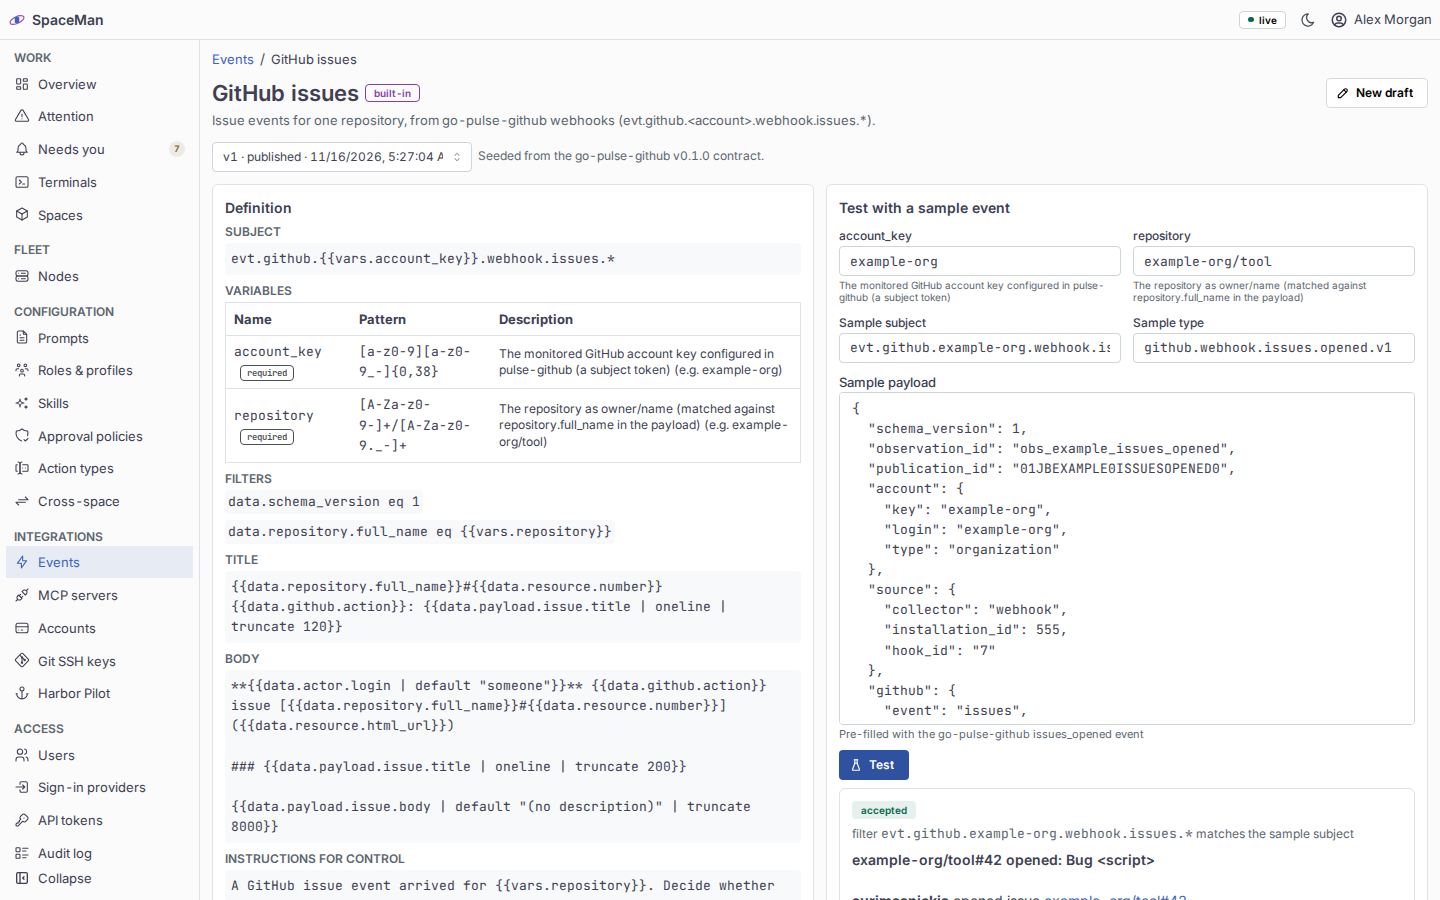 SpaceMan
live
Alex Morgan
WORK
Overview
Attention
Needs you
7
Terminals
Spaces
FLEET
Nodes
CONFIGURATION
Prompts
Roles & profiles
Skills
Approval policies
Action types
Cross-space
INTEGRATIONS
Events
MCP servers
Accounts
Git SSH keys
Harbor Pilot
ACCESS
Users
Sign-in providers
API tokens
Audit log
Collapse
Events / GitHub issues
GitHub issues
built-in
New draft
Issue events for one repository, from go-pulse-github webhooks (evt.github.<account>.webhook.issues.*).
v1 · published · 11/16/2026, 5:27:04 A
Seeded from the go-pulse-github v0.1.0 contract.
Definition
SUBJECT
evt.github.{{vars.account_key}}.webhook.issues.*
VARIABLES
Name Pattern Description
account_key
required
[a-z0-9][a-z0-
9_-]{0,38}
The monitored GitHub account key configured in
pulse-github (a subject token) (e.g. example-org)
repository
required
[A-Za-z0-
9-]+/[A-Za-z0-
9._-]+
The repository as owner/name (matched against
repository.full_name in the payload) (e.g. example-
org/tool)
FILTERS
data.schema_version eq 1
data.repository.full_name eq {{vars.repository}}
TITLE
{{data.repository.full_name}}#{{data.resource.number}}
{{data.github.action}}: {{data.payload.issue.title | oneline |
truncate 120}}
BODY
**{{data.actor.login | default "someone"}}** {{data.github.action}}
issue [{{data.repository.full_name}}#{{data.resource.number}}]
({{data.resource.html_url}})
### {{data.payload.issue.title | oneline | truncate 200}}
{{data.payload.issue.body | default "(no description)" | truncate
8000}}
INSTRUCTIONS FOR CONTROL
A GitHub issue event arrived for {{vars.repository}}. Decide whether
Test with a sample event
account_key
example-org
The monitored GitHub account key configured in pulse-
github (a subject token)
repository
example-org/tool
The repository as owner/name (matched against
repository.full_name in the payload)
Sample subject
evt.github.example-org.webhook.is
Sample type
github.webhook.issues.opened.v1
Sample payload
{
"schema_version": 1,
"observation_id": "obs_example_issues_opened",
"publication_id": "01JBEXAMPLE0ISSUESOPENED0",
"account": {
"key": "example-org",
"login": "example-org",
"type": "organization"
},
"source": {
"collector": "webhook",
"installation_id": 555,
"hook_id": "7"
},
"github": {
"event": "issues",
Pre-filled with the go-pulse-github issues_opened event
Test
accepted
filter evt.github.example-org.webhook.issues.* matches the sample subject
example-org/tool#42 opened: Bug <script>